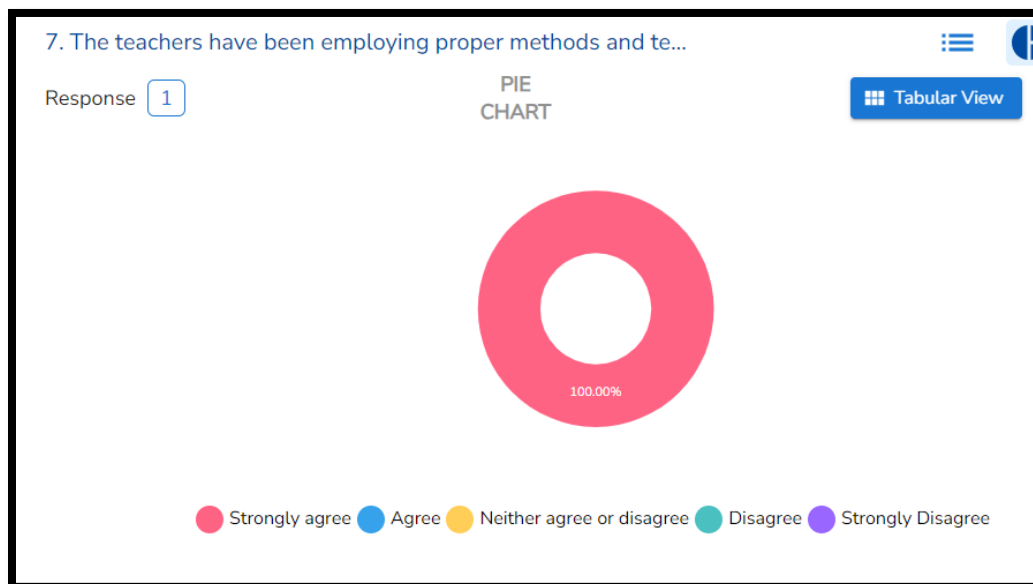 7. The teachers have been employing proper methods and te...
Response 1
PIE
CHART
Tabular View
100.00%
Strongly agree Agree Neither agree or disagree Disagree Strongly Disagree